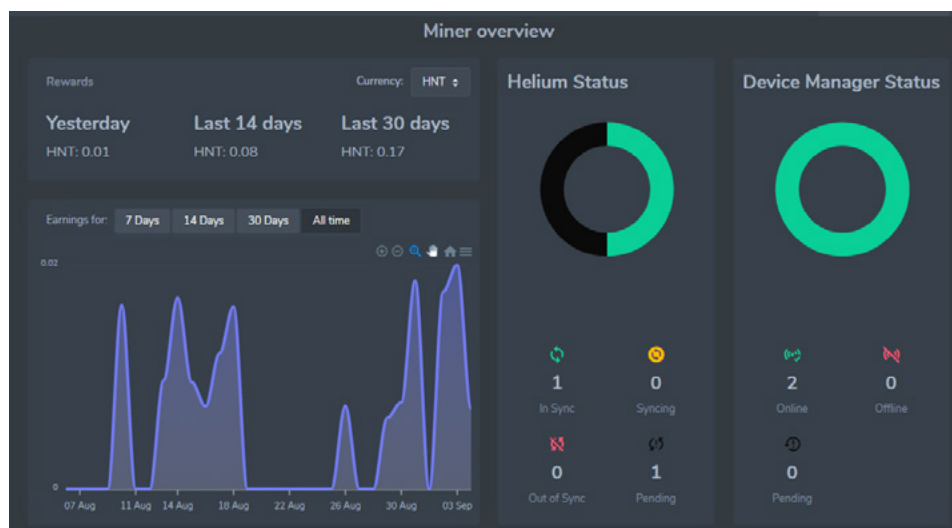 Miner overview
Rewards
Currency: HNT
Yesterday
HNT: 0.01
Last 14 days
HNT: 0.08
Last 30 days
HNT: 0.17
Earnings for: 7 Days 14 Days 30 Days All time
0.02
0
07 Aug 11 Aug 14 Aug 18 Aug 22 Aug 26 Aug 30 Aug 03 Sep
Helium Status
1
In Sync
0
Syncing
0
Out of Sync
1
Pending
Device Manager Status
2
Online
0
Offline
0
Pending